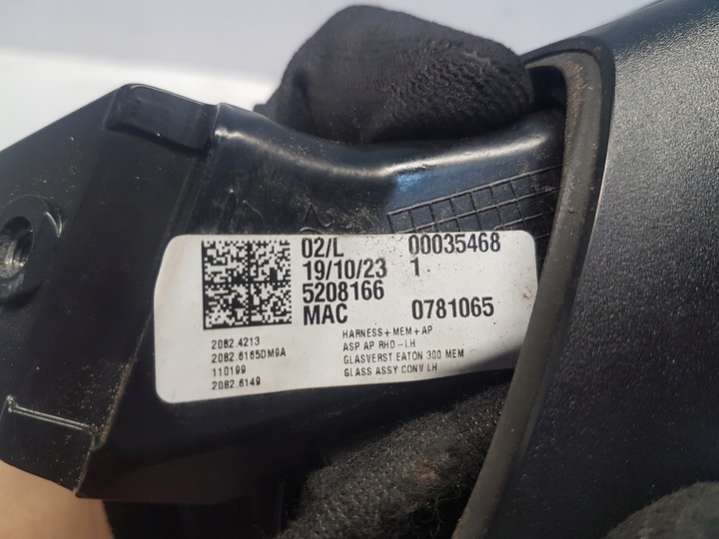 02/L 00035468
19/10/23 1
5208166
MAC 0781065
2082.4213 HARNESS+MEM+AP
2082.6165DM9A ASP AP RHD-LH
110199 GLASVERST EATON 300 MEM
2082.6149 GLASS ASSY CONV LH